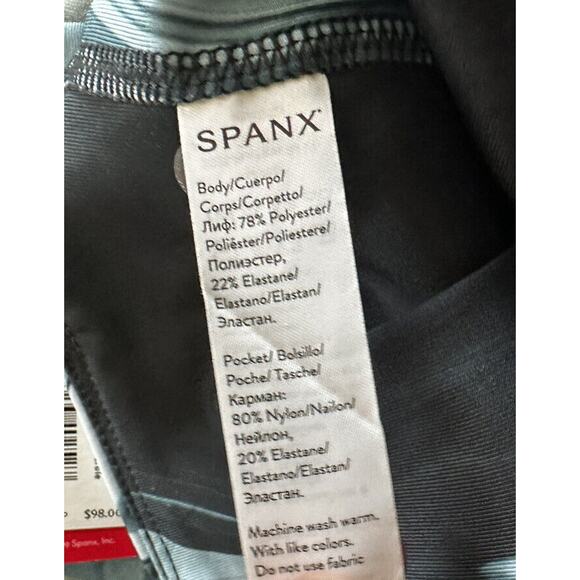 SPANX
Body/Cuerpo/
Corps/Corpetto/
Лиф: 78% Polyester/
Poliéster/Poliestere/
Полиэстер,
22% Elastane/
Elastano/Elastan/
Эластан.
Pocket/ Bolsillo/
Poche/ Tasche/
Карман:
80% Nylon/Nailon/
Нейлон,
20% Elastane/
Elastano/Elastan/
Эластан.
Machine wash warm.
With like colors.
Do not use fabric
$98.00
Spanx, Inc.